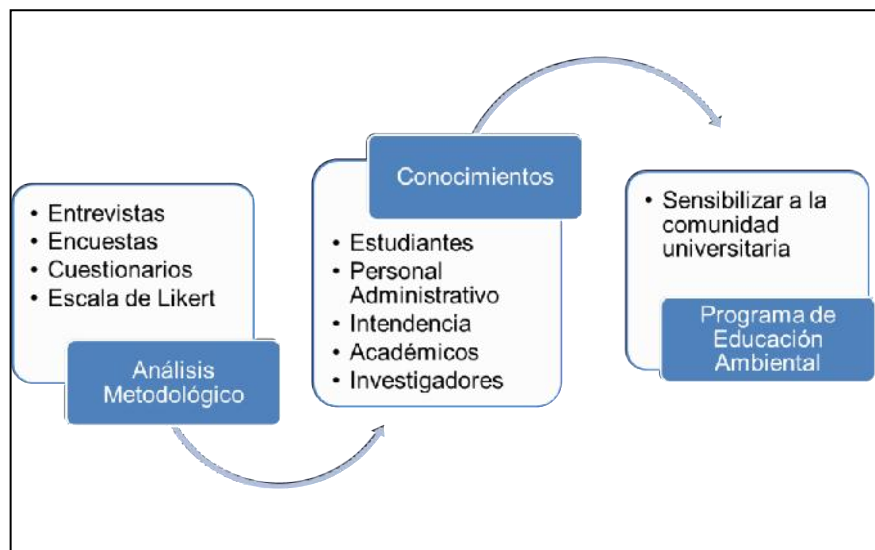 • Entrevistas
• Encuestas
• Cuestionarios
• Escala de Likert
Análisis
Metodológico
Conocimientos
• Estudiantes
• Personal
Administrativo
• Intendencia
• Académicos
• Investigadores
• Sensibilizar a la
comunidad
universitaria
Programa de
Educación
Ambiental